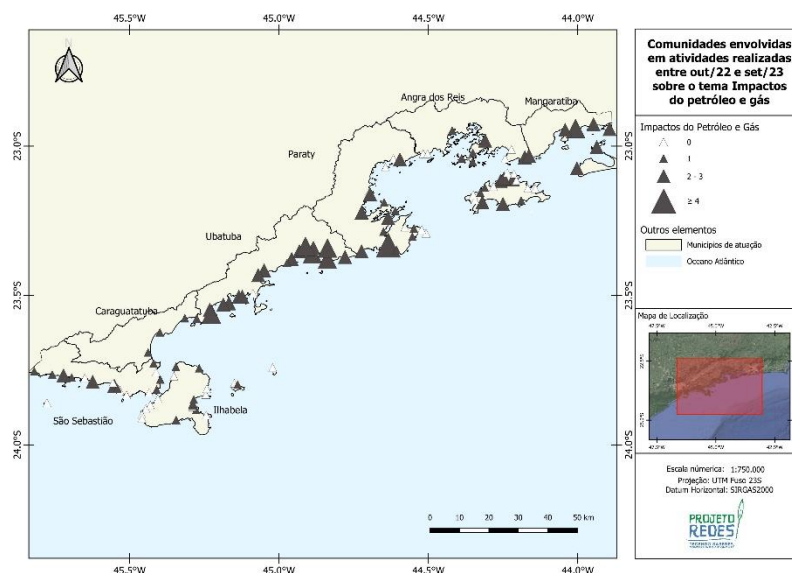 45.5°W 45.0°W 44.5°W 44.0°W
N
Angra dos Reis
Mangaratiba
23.0°S 23.0°S
Paraty
Ubatuba
23.5°S 23.5°S
Caraguatatuba
São Sebastião
Ilhabela
24.0°S 24.0°S
0 10 20 30 40 50 km
45.5°W 45.0°W 44.5°W 44.0°W
Comunidades envolvidas
em atividades realizadas
entre out/22 e set/23
sobre o tema Impactos
do petróleo e gás
Impactos do Petróleo e Gás
0
1
2 - 3
≥ 4
Outros elementos
Municípios de atuação
Oceano Atlântico
Mapa de Localização
Escala númerica: 1:750.000
Projeção: UTM Fuso 23S
Datum Horizontal: SIRGAS2000
PROJETO
REDES